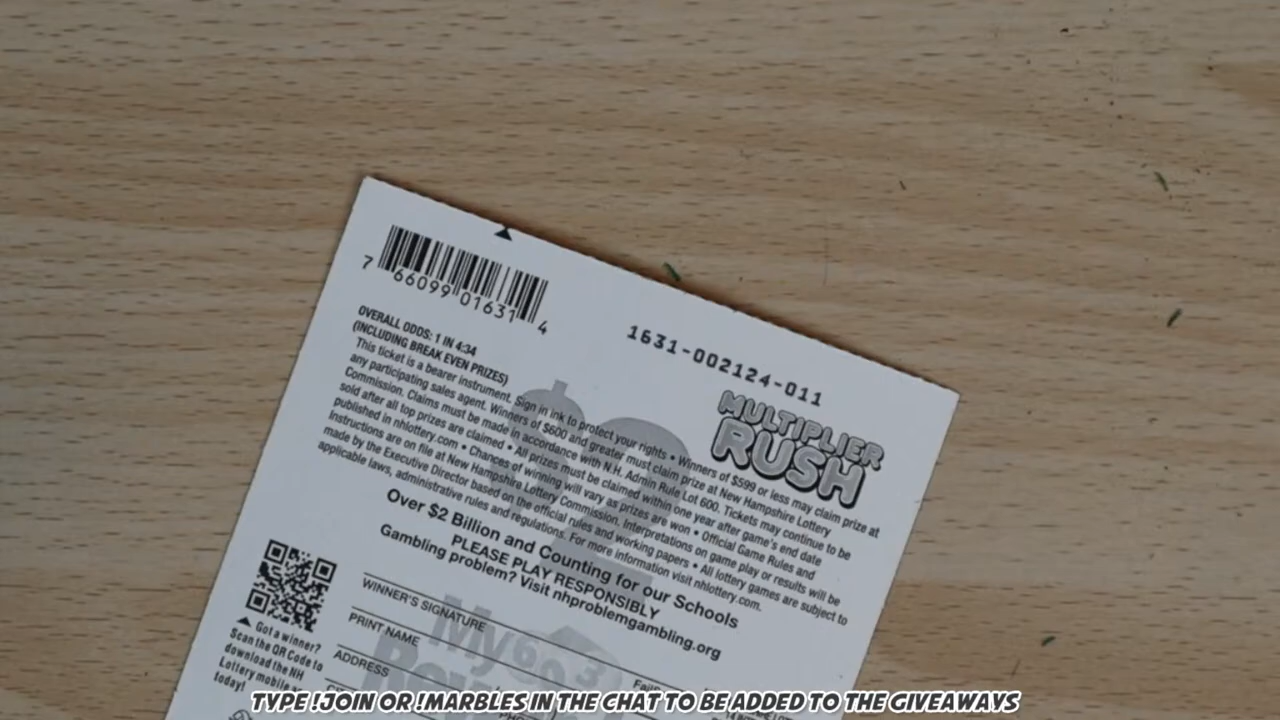 7 66099 01631 4
1631-002124-011
MULTIPLIER
RUSH
OVERALL ODDS: 1 IN 4:34
(INCLUDING BREAK EVEN PRIZES)
This ticket is a bearer instrument. Sign in ink to protect your rights • Winners of $599 or less may claim prize at
any participating sales agent. Winners of $600 and greater must claim prize at New Hampshire Lottery
Commission. Claims must be made in accordance with N.H. Admin Rule Lot 600. Tickets may continue to be
sold after all top prizes are claimed • All prizes must be claimed within one year after game's end date
published in nhlottery.com • Chances of winning will vary as prizes are won • Official Game Rules and
Instructions are on file at New Hampshire Lottery Commission. Interpretations on game play or results will be
made by the Executive Director based on the official rules and working papers • All lottery games are subject to
applicable laws, administrative rules and regulations. For more information visit nhlottery.com.
$2
Over $2 Billion and Counting for our Schools
PLEASE PLAY RESPONSIBLY
Gambling problem? Visit nhproblemgambling.org
WINNER'S SIGNATURE
PRINT NAME
ADDRESS
My603
Got a winner?
Scan the QR Code to
download the NH
Lottery mobile
today!
TYPE !JOIN OR !MARBLES IN THE CHAT TO BE ADDED TO THE GIVEAWAYS